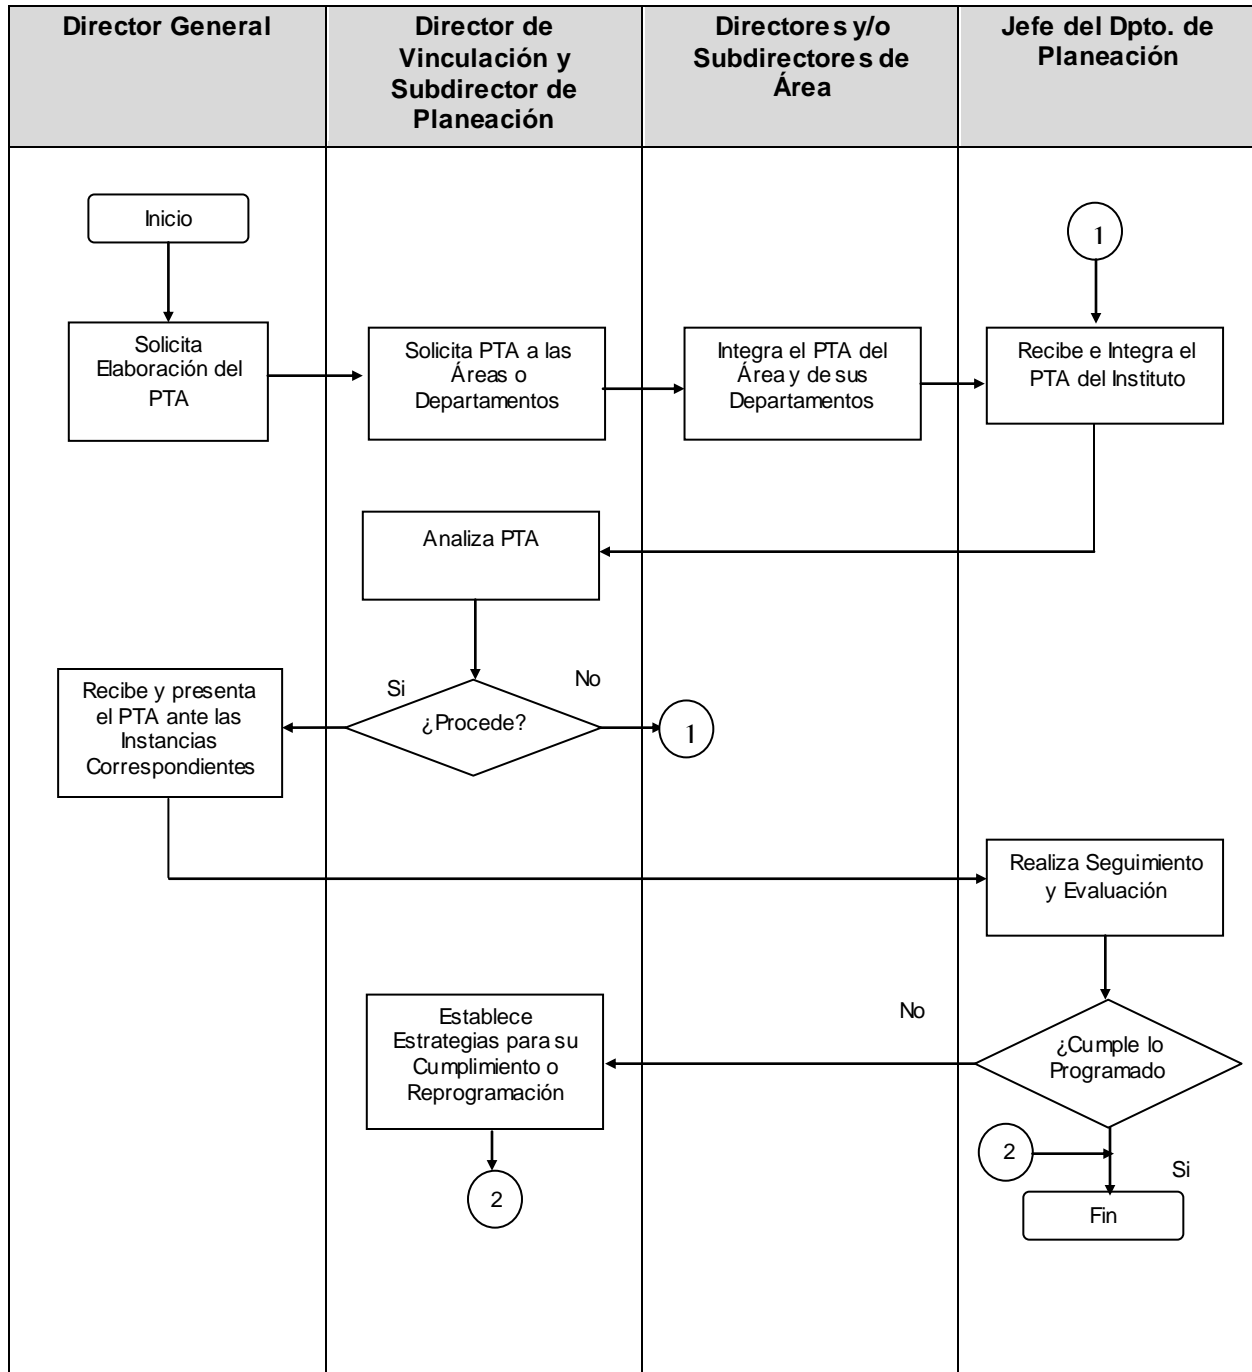 Director General
Director de
Vinculación y
Subdirector de
Planeación
Directores y/o
Subdirectores de
Área
Jefe del Dpto. de
Planeación
Inicio
1
Solicita
Elaboración del
PTA
Solicita PTA a las
Áreas o
Departamentos
Integra el PTA del
Área y de sus
Departamentos
Recibe e Integra el
PTA del Instituto
Analiza PTA
Recibe y presenta
el PTA ante las
Instancias
Correspondientes
Si
¿Procede?
No
1
Realiza Seguimiento
y Evaluación
Establece
Estrategias para su
Cumplimiento o
Reprogramación
No
¿Cumple lo
Programado
2
2
Si
Fin